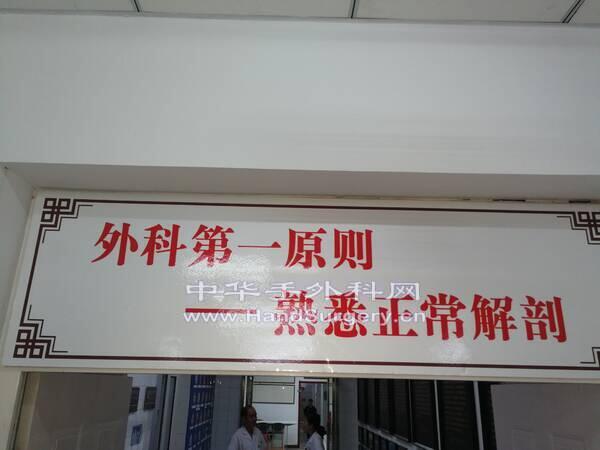 外科第一原则
中华手外科网
——熟悉正常解剖
www.HandSurgery.cn